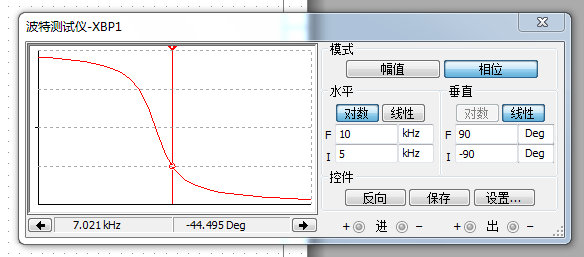 波特测试仪-XBP1
模式
幅值 相位
水平 垂直
对数 线性 对数 线性
F 10 kHz F 90 Deg
I 5 kHz I -90 Deg
控件
反向 保存 设置...
7.021 kHz -44.495 Deg
+ 进 - + 出 -